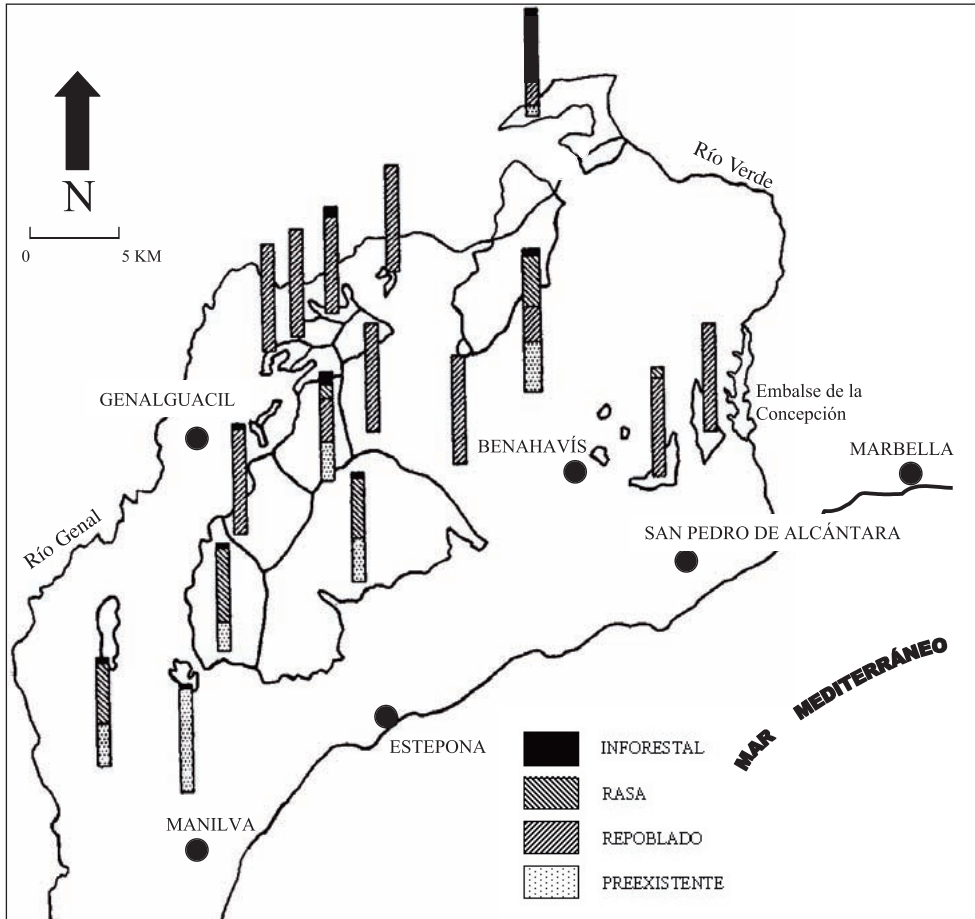 N
0 5 KM
Río Verde
GENALGUACIL
Embalse de la
Concepción
BENAHAVÍS
MARBELLA
Río Genal
SAN PEDRO DE ALCÁNTARA
MAR MEDITERRÁNEO
ESTEPONA
MANILVA
INFORESTAL
RASA
REPOBLADO
PREEXISTENTE